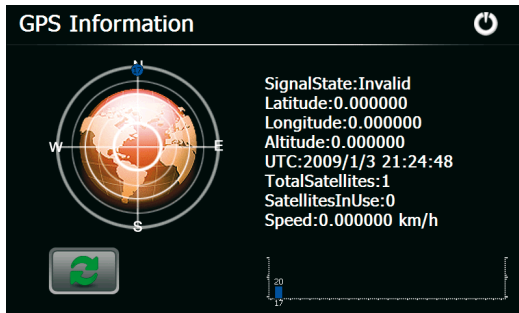 GPS Information
N
W
E
S
SignalState:Invalid
Latitude:0.000000
Longitude:0.000000
Altitude:0.000000
UTC:2009/1/3 21:24:48
TotalSatellites:1
SatellitesInUse:0
Speed:0.000000 km/h
20
17